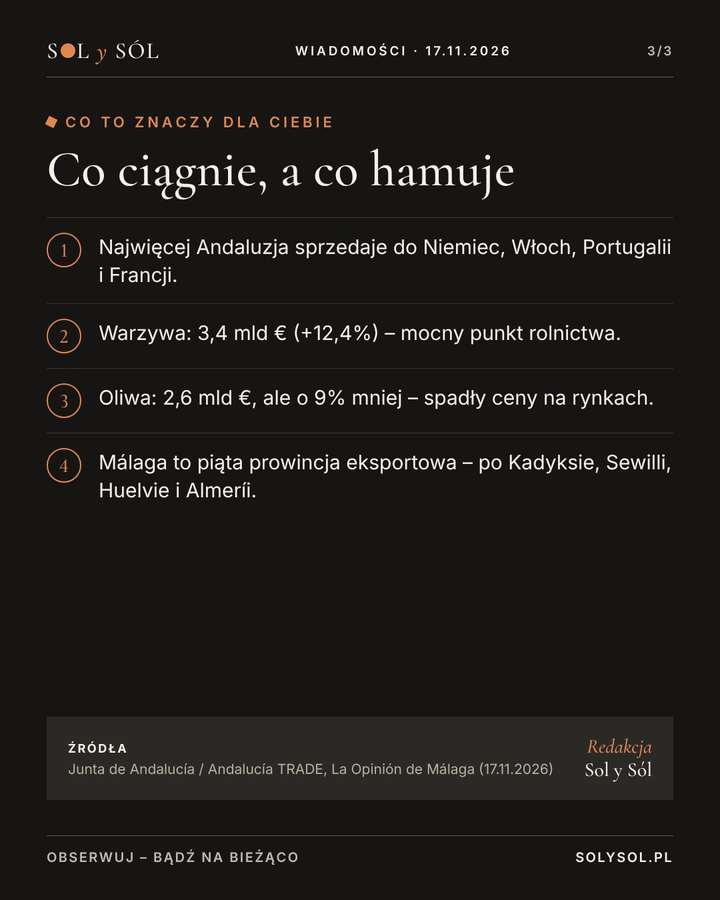 SOL y SÓL
WIADOMOŚCI · 17.11.2026
3/3
CO TO ZNACZY DLA CIEBIE
Co ciągnie, a co hamuje
1 Najwięcej Andaluzja sprzedaje do Niemiec, Włoch, Portugalii
i Francji.
2 Warzywa: 3,4 mld € (+12,4%) – mocny punkt rolnictwa.
3 Oliwa: 2,6 mld €, ale o 9% mniej – spadły ceny na rynkach.
4 Málaga to piąta prowincja eksportowa – po Kadyksie, Sewilli,
Huelvie i Almeríi.
ŹRÓDŁA
Junta de Andalucía / Andalucía TRADE, La Opinión de Málaga (17.11.2026)
Redakcja
Sol y Sól
OBSERWUJ – BĄDŹ NA BIEŻĄCO
SOLYSOL.PL